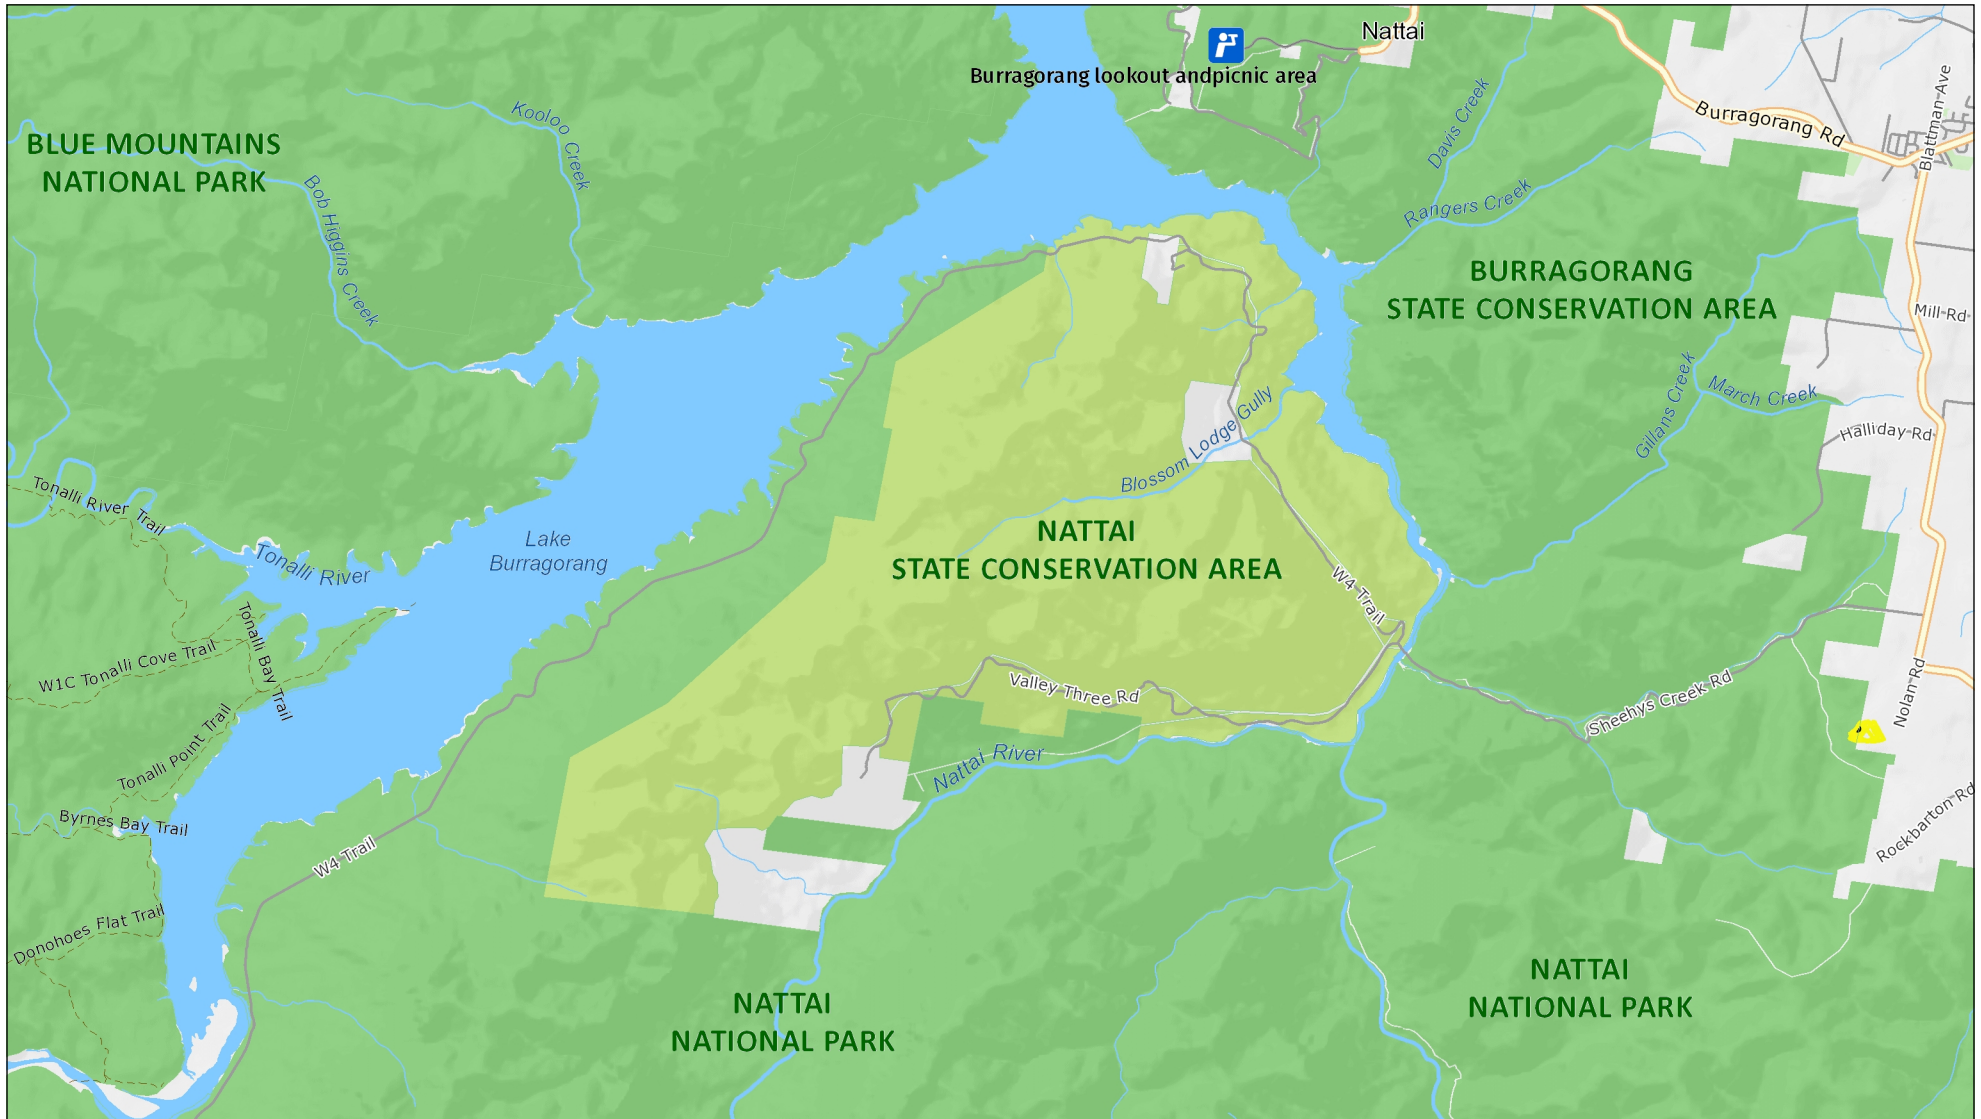 Nattai
Burragorang lookout andpicnic area
Burragorang Rd
Blattman Ave
Davis Creek
Kooloo Creek
BLUE MOUNTAINS
NATIONAL PARK
Bob Higgins Creek
Rangers Creek
BURRAGORANG
STATE CONSERVATION AREA
Mill Rd
Gillans Creek
March Creek
Halliday Rd
Blossom Lodge Gully
Tonalli River Trail
Tonalli River
Lake
Burragorang
NATTAI
STATE CONSERVATION AREA
W4 Trail
Tonalli Bay Trail
W1C Tonalli Cove Trail
Valley Three Rd
Sheehys Creek Rd
Nolan Rd
Tonalli Point Trail
Nattai River
Byrnes Bay Trail
W4 Trail
Rockbarton Rd
Donohoes Flat Trail
NATTAI
NATIONAL PARK
NATTAI
NATIONAL PARK